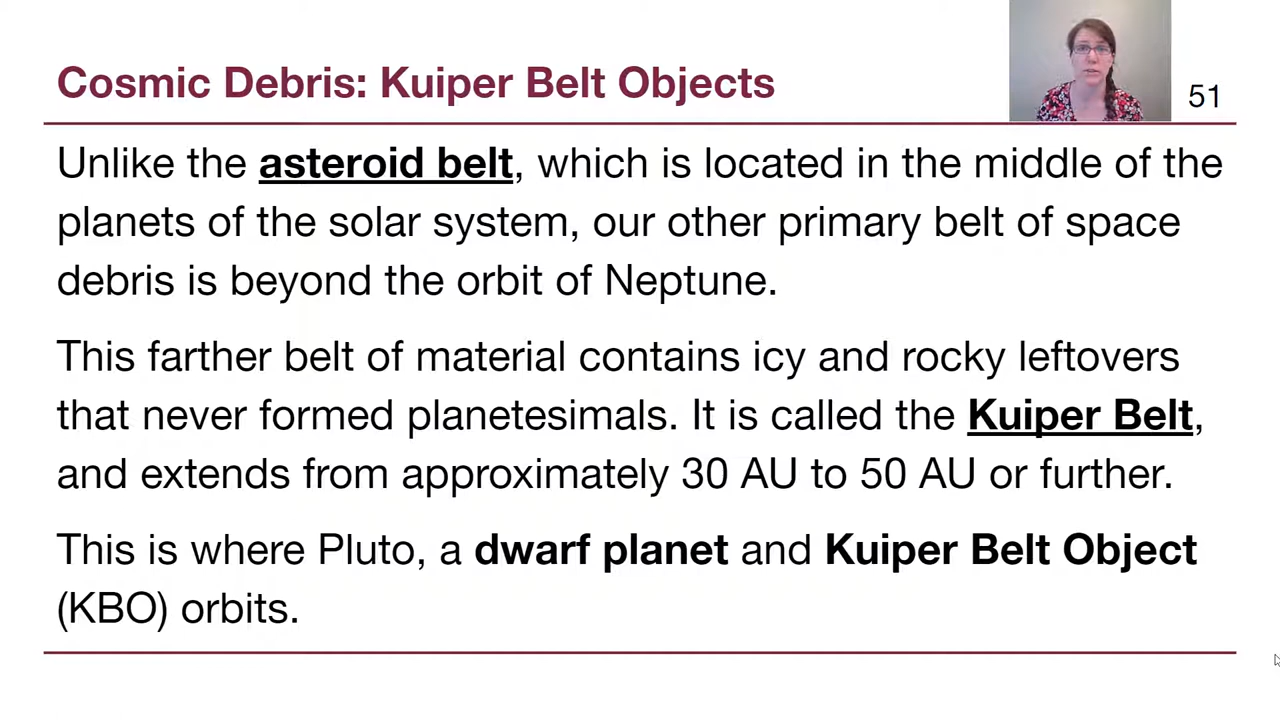 Cosmic Debris: Kuiper Belt Objects
51
Unlike the asteroid belt, which is located in the middle of the
planets of the solar system, our other primary belt of space
debris is beyond the orbit of Neptune.
This farther belt of material contains icy and rocky leftovers
that never formed planetesimals. It is called the Kuiper Belt,
and extends from approximately 30 AU to 50 AU or further.
This is where Pluto, a dwarf planet and Kuiper Belt Object
(KBO) orbits.